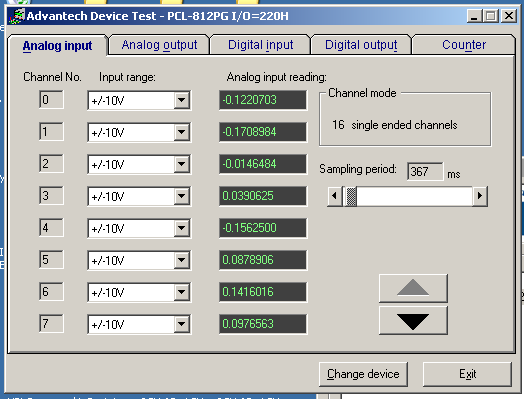 Advantech Device Test - PCL-812PG I/O=220H
Analog input
Analog output
Digital input
Digital output
Counter
Channel No. Input range: Analog input reading:
0 +/-10V -0.1220703
1 +/-10V -0.1708984
2 +/-10V -0.0146484
3 +/-10V 0.0390625
4 +/-10V -0.1562500
5 +/-10V 0.0878906
6 +/-10V 0.1416016
7 +/-10V 0.0976563
Channel mode
16 single ended channels
Sampling period: 367 ms
Change device
Exit